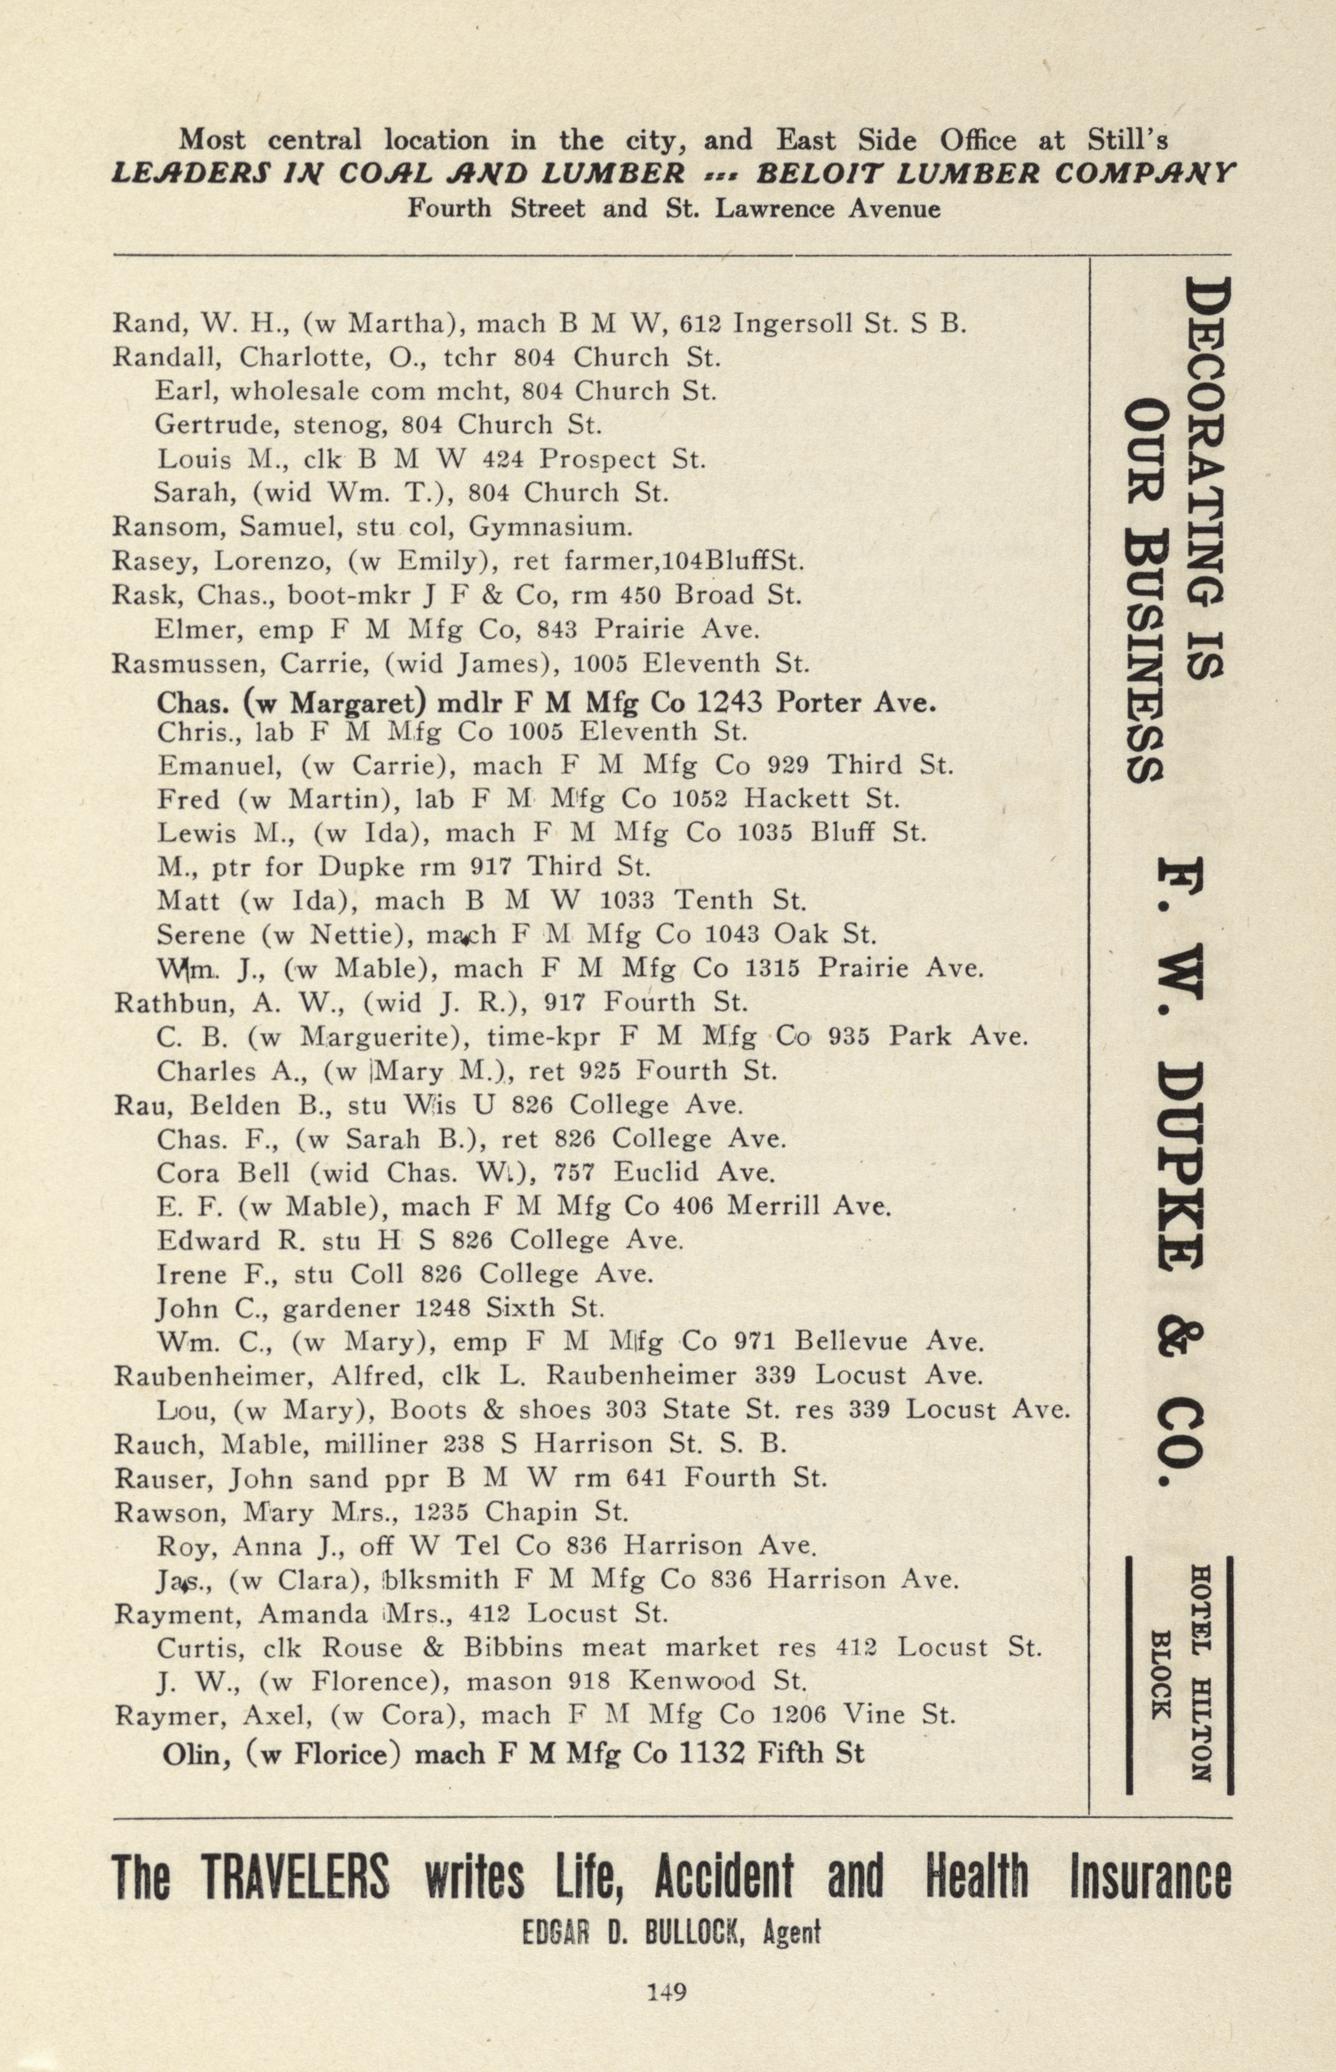 Most central location in the city, and East Side Office at Still's
LEADERS IN COAL AND LUMBER --- BELOIT LUMBER COMPANY
Fourth Street and St. Lawrence Avenue
Rand, W. H., (w Martha), mach B M W, 612 Ingersoll St. S B.
Randall, Charlotte, O., tchr 804 Church St.
Earl, wholesale com mcht, 804 Church St.
Gertrude, stenog, 804 Church St.
Louis M., clk B M W 424 Prospect St.
Sarah, (wid Wm. T.), 804 Church St.
Ransom, Samuel, stu col, Gymnasium.
Rasey, Lorenzo, (w Emily), ret farmer,104BluffSt.
Rask, Chas., boot-mkr J F & Co, rm 450 Broad St.
Elmer, emp F M Mfg Co, 843 Prairie Ave.
Rasmussen, Carrie, (wid James), 1005 Eleventh St.
Chas. (w Margaret) mdlr F M Mfg Co 1243 Porter Ave.
Chris., lab F M Mfg Co 1005 Eleventh St.
Emanuel, (w Carrie), mach F M Mfg Co 929 Third St.
Fred (w Martin), lab F M Mfg Co 1052 Hackett St.
Lewis M., (w Ida), mach F M Mfg Co 1035 Bluff St.
M., ptr for Dupke rm 917 Third St.
Matt (w Ida), mach B M W 1033 Tenth St.
Serene (w Nettie), mach F M Mfg Co 1043 Oak St.
Wm. J., (w Mable), mach F M Mfg Co 1315 Prairie Ave.
Rathbun, A. W., (wid J. R.), 917 Fourth St.
C. B. (w Marguerite), time-kpr F M Mfg Co 935 Park Ave.
Charles A., (w Mary M.), ret 925 Fourth St.
Rau, Belden B., stu Wis U 826 College Ave.
Chas. F., (w Sarah B.), ret 826 College Ave.
Cora Bell (wid Chas. W.), 757 Euclid Ave.
E. F. (w Mable), mach F M Mfg Co 406 Merrill Ave.
Edward R. stu H S 826 College Ave.
Irene F., stu Coll 826 College Ave.
John C., gardener 1248 Sixth St.
Wm. C., (w Mary), emp F M Mfg Co 971 Bellevue Ave.
Raubenheimer, Alfred, clk L. Raubenheimer 339 Locust Ave.
Lou, (w Mary), Boots & shoes 303 State St. res 339 Locust Ave.
Rauch, Mable, milliner 238 S Harrison St. S. B.
Rauser, John sand ppr B M W rm 641 Fourth St.
Rawson, Mary Mrs., 1235 Chapin St.
Roy, Anna J., off W Tel Co 836 Harrison Ave.
Jas., (w Clara), blksmith F M Mfg Co 836 Harrison Ave.
Rayment, Amanda Mrs., 412 Locust St.
Curtis, clk Rouse & Bibbins meat market res 412 Locust St.
J. W., (w Florence), mason 918 Kenwood St.
Raymer, Axel, (w Cora), mach F M Mfg Co 1206 Vine St.
Olin, (w Florice) mach F M Mfg Co 1132 Fifth St
DECORATING IS
OUR BUSINESS
F. W. DUPKE & CO.
HOTEL HILTON
BLOCK
The TRAVELERS writes Life, Accident and Health Insurance
EDGAR D. BULLOCK, Agent
149